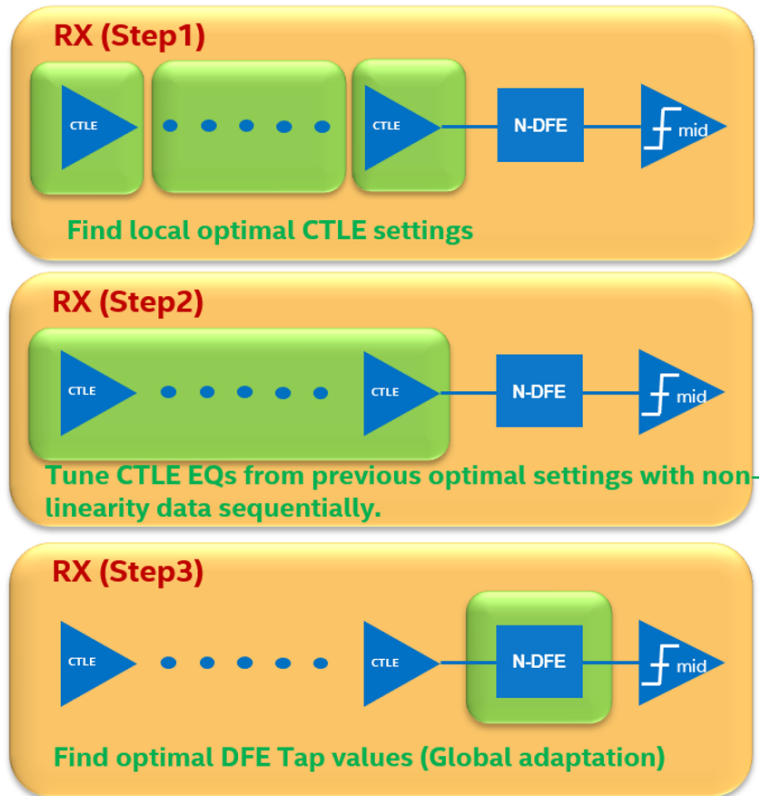 RX (Step1)
CTLE
CTLE
N-DFE
mid
Find local optimal CTLE settings
RX (Step2)
CTLE
CTLE
N-DFE
mid
Tune CTLE EQs from previous optimal settings with non-
linearity data sequentially.
RX (Step3)
CTLE
CTLE
N-DFE
mid
Find optimal DFE Tap values (Global adaptation)